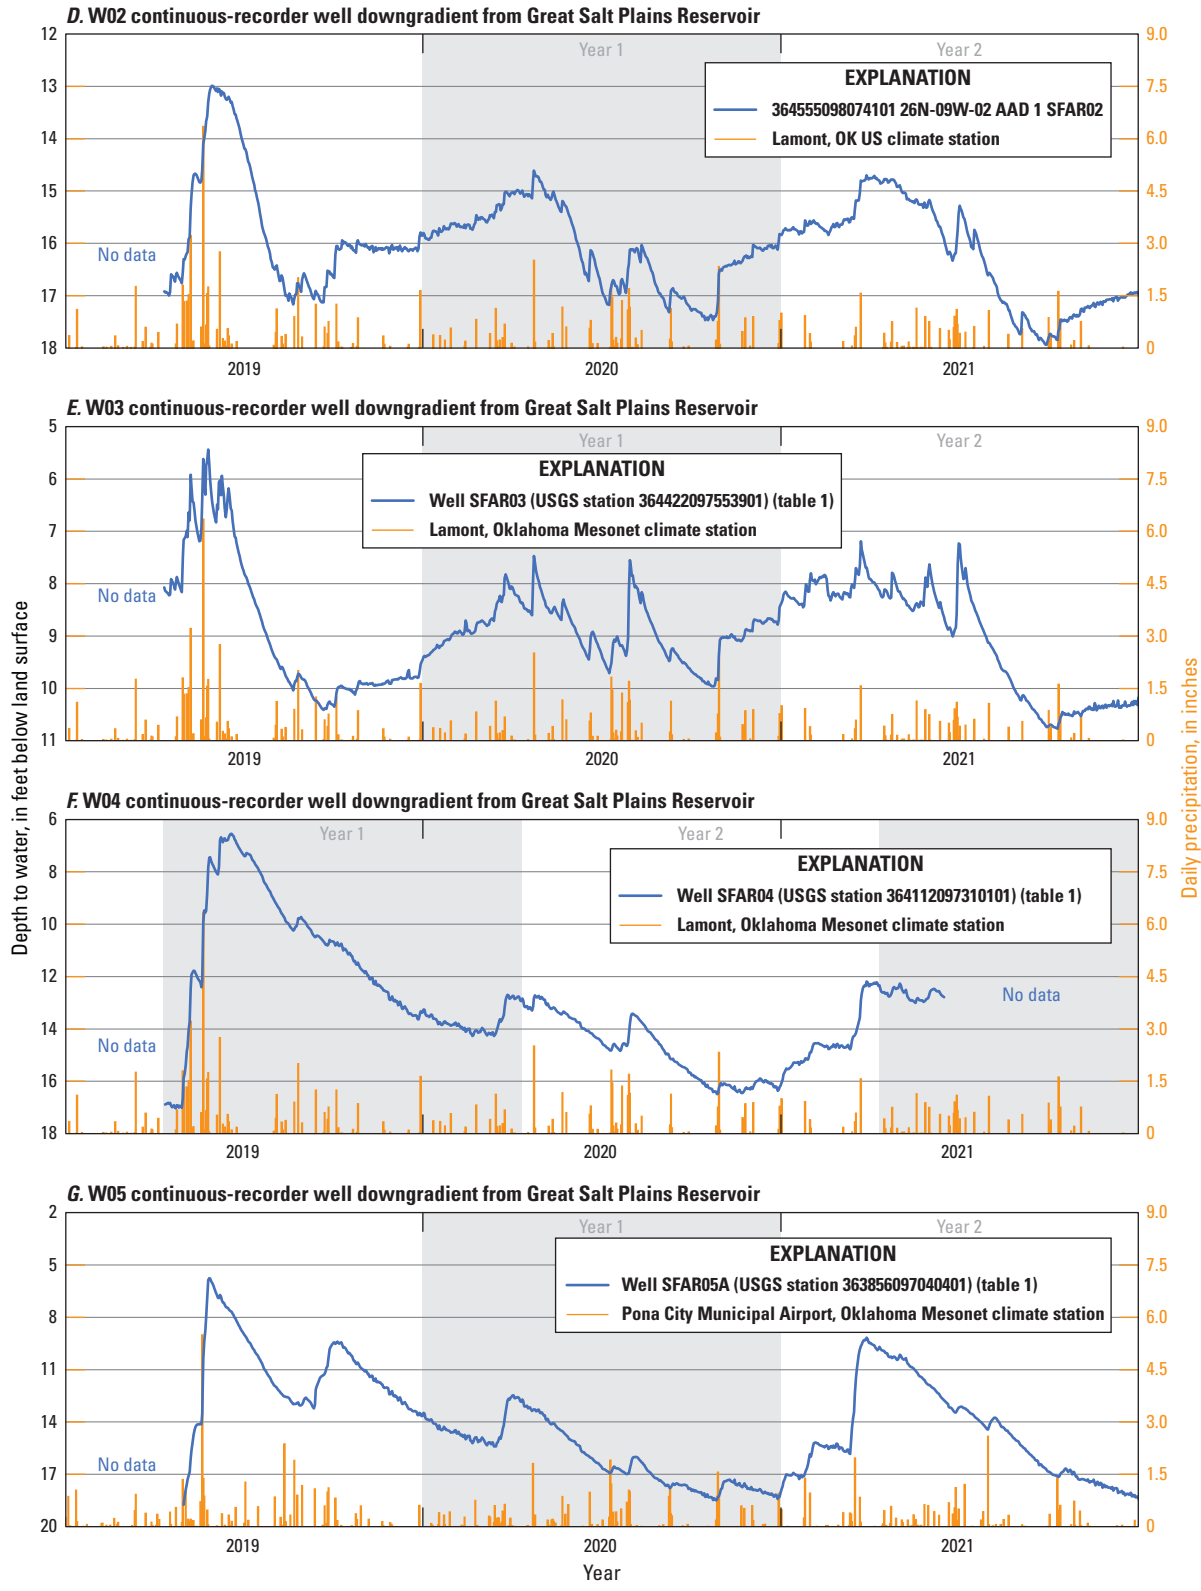 D. W02 continuous-recorder well downgradient from Great Salt Plains Reservoir
12
13
14
15
16
17
18
Year 1
Year 2
EXPLANATION
364555098074101 26N-09W-02 AAD 1 SFAR02
Lamont, OK US climate station
No data
9.0
7.5
6.0
4.5
3.0
1.5
0
2019
2020
2021
E. W03 continuous-recorder well downgradient from Great Salt Plains Reservoir
5
6
7
8
9
10
11
Year 1
Year 2
EXPLANATION
Well SFAR03 (USGS station 364422097553901) (table 1)
Lamont, Oklahoma Mesonet climate station
No data
9.0
7.5
6.0
4.5
3.0
1.5
0
2019
2020
2021
Depth to water, in feet below land surface
Daily precipitation, in inches
F. W04 continuous-recorder well downgradient from Great Salt Plains Reservoir
6
8
10
12
14
16
18
Year 1
Year 2
EXPLANATION
Well SFAR04 (USGS station 364112097310101) (table 1)
Lamont, Oklahoma Mesonet climate station
No data
No data
9.0
7.5
6.0
4.5
3.0
1.5
0
2019
2020
2021
G. W05 continuous-recorder well downgradient from Great Salt Plains Reservoir
2
5
8
11
14
17
20
Year 1
Year 2
EXPLANATION
Well SFAR05A (USGS station 363856097040401) (table 1)
Pona City Municipal Airport, Oklahoma Mesonet climate station
No data
9.0
7.5
6.0
4.5
3.0
1.5
0
2019
2020
2021
Year